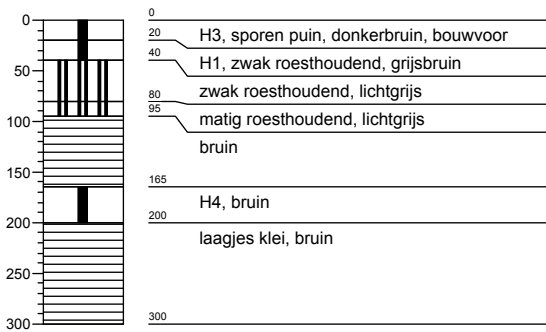 0
50
100
150
200
250
300
0
H3, sporen puin, donkerbruin, bouwvoor
20
H1, zwak roesthoudend, grijsbruin
40
zwak roesthoudend, lichtgrijs
80
matig roesthoudend, lichtgrijs
95
bruin
165
H4, bruin
200
laagjes klei, bruin
300